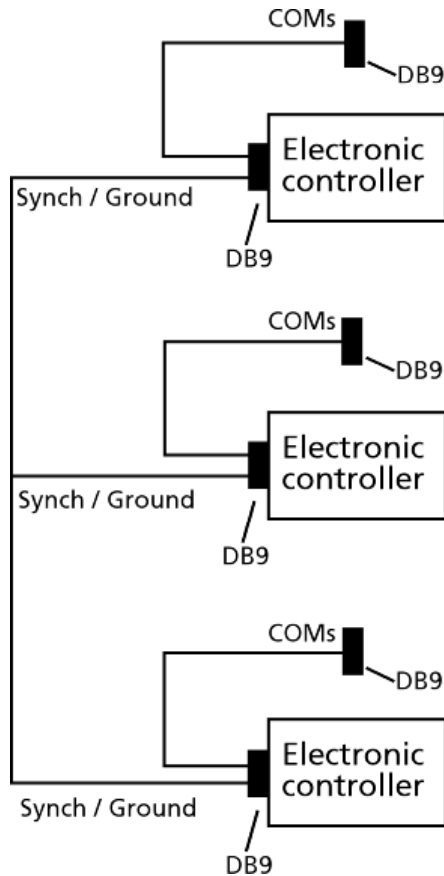 COMs
DB9
Electronic
controller
Synch / Ground
DB9
COMs
DB9
Electronic
controller
Synch / Ground
DB9
COMs
DB9
Electronic
controller
Synch / Ground
DB9